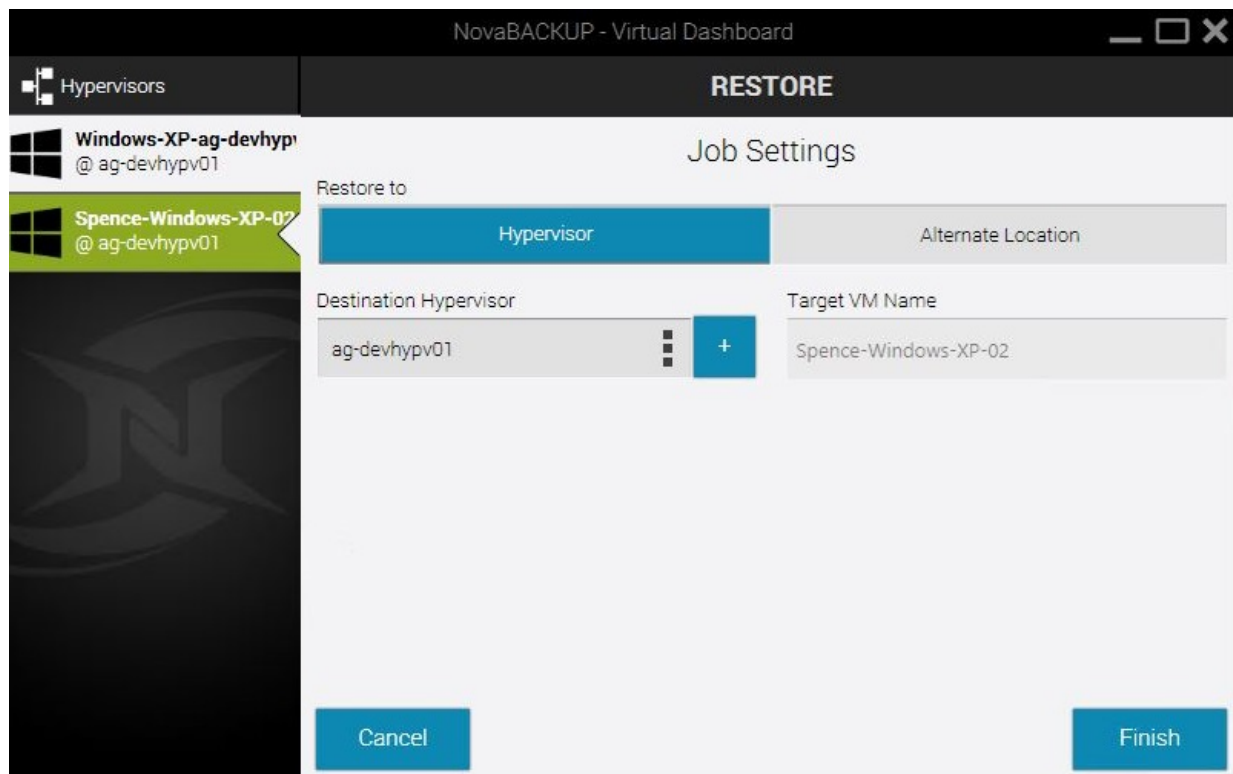 NovaBACKUP - Virtual Dashboard
Hypervisors
RESTORE
Windows-XP-ag-devhyp
@ ag-devhypv01
Spence-Windows-XP-02
@ ag-devhypv01
Job Settings
Restore to
Hypervisor
Alternate Location
Destination Hypervisor
Target VM Name
ag-devhypv01
+
Spence-Windows-XP-02
Cancel
Finish